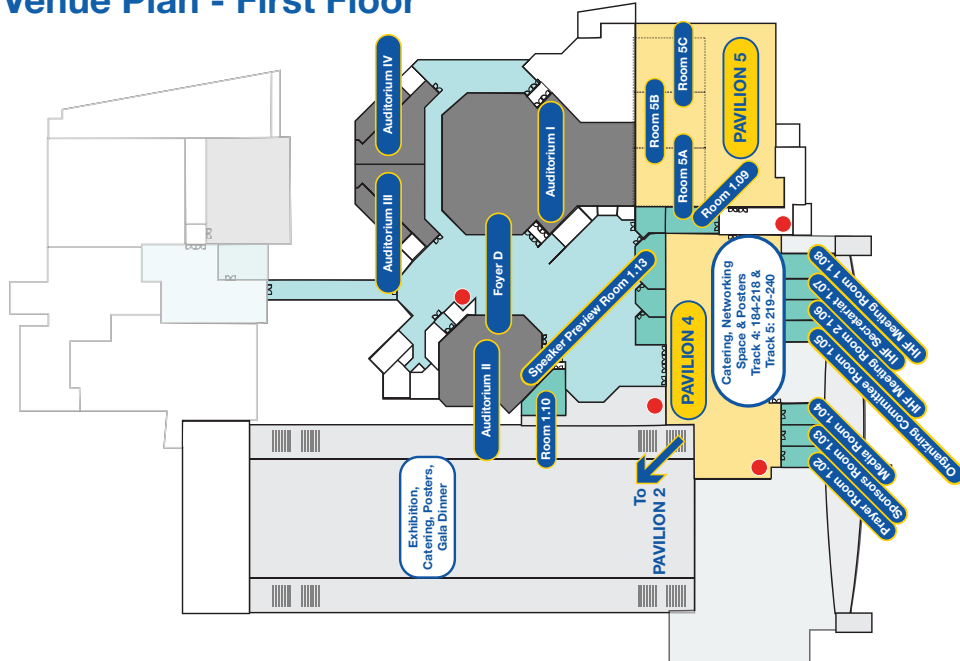 Venue Plan - First Floor
Auditorium IV
Auditorium III
Auditorium I
Foyer D
Auditorium II
Room 5C
Room 5B
Room 5A
PAVILION 5
Room 1.09
Speaker Preview Room 1.13
Room 1.10
PAVILION 4
Catering, Networking
Space & Posters
Track 4: 184-218 &
Track 5: 219-240
IHF Meeting Room 1 1.08
IHF Secretariat 1.07
IHF Meeting Room 2 1.06
Organizing Committee Room 1.05
Media Room 1.04
Sponsors Room 1.03
Prayer Room 1.02
To
PAVILION 2
Exhibition,
Catering, Posters,
Gala Dinner